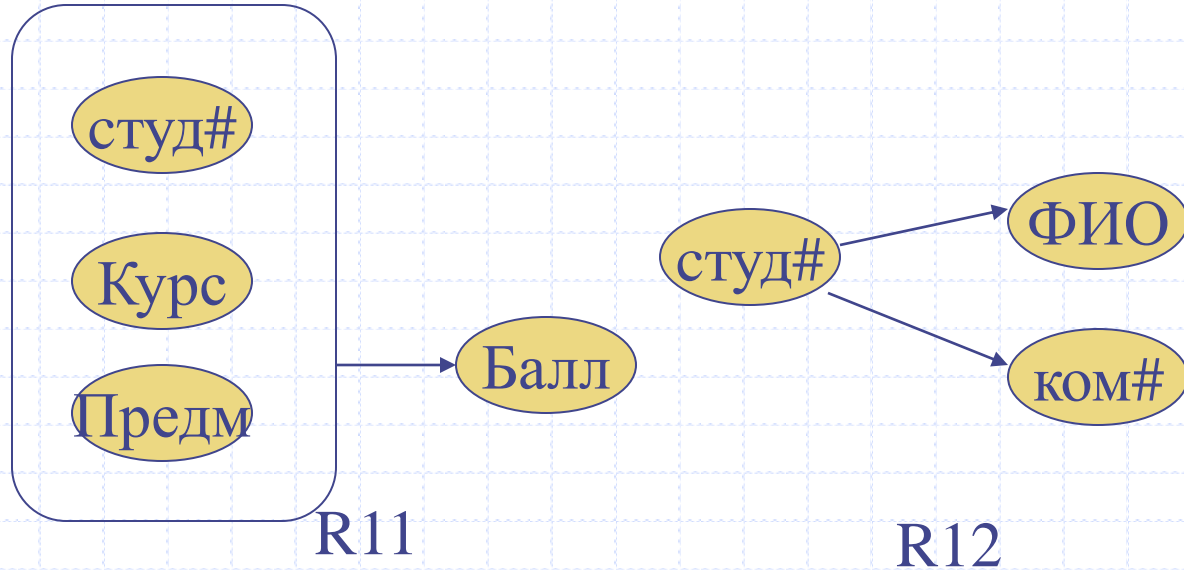 студ#
Курс
Предм
Балл
R11
студ#
ФИО
ком#
R12